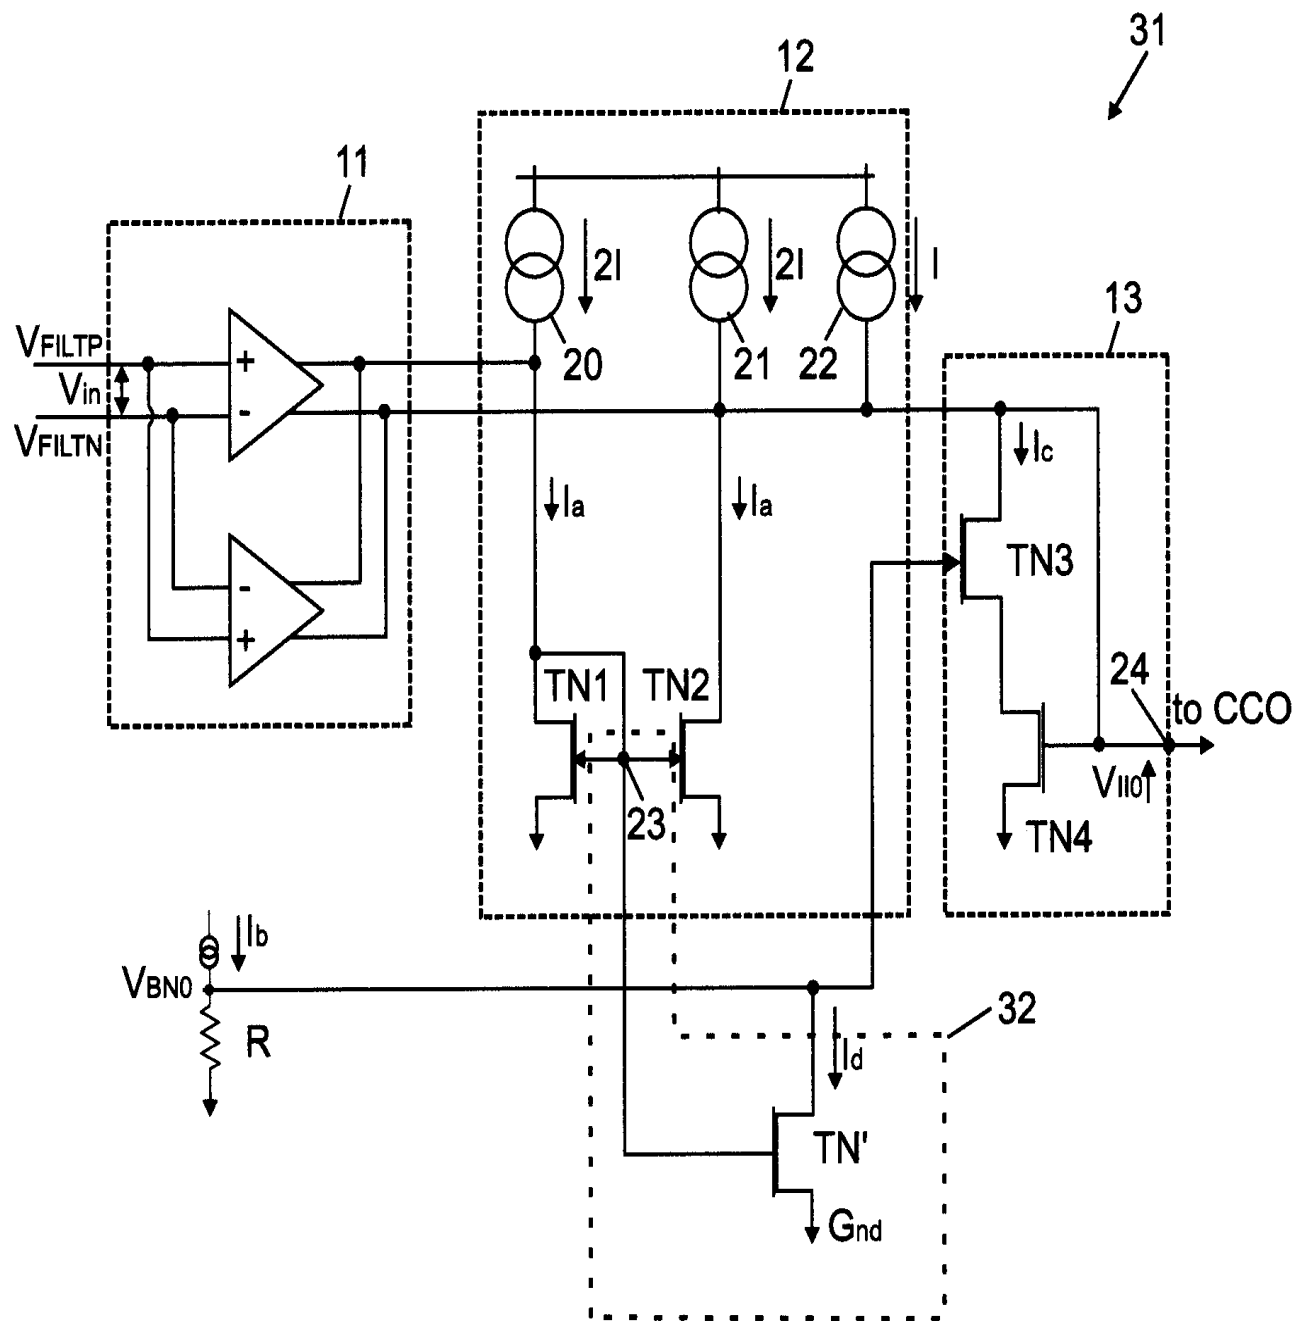 31
12
11
2I
2I
I
13
20
21
22
VFILTP
+
Vin
-
VFILTN
Ic
Ia
Ia
TN3
-
+
TN1
TN2
24
to CCO
VII0
23
TN4
Ib
VBN0
32
R
Id
TN'
Gnd